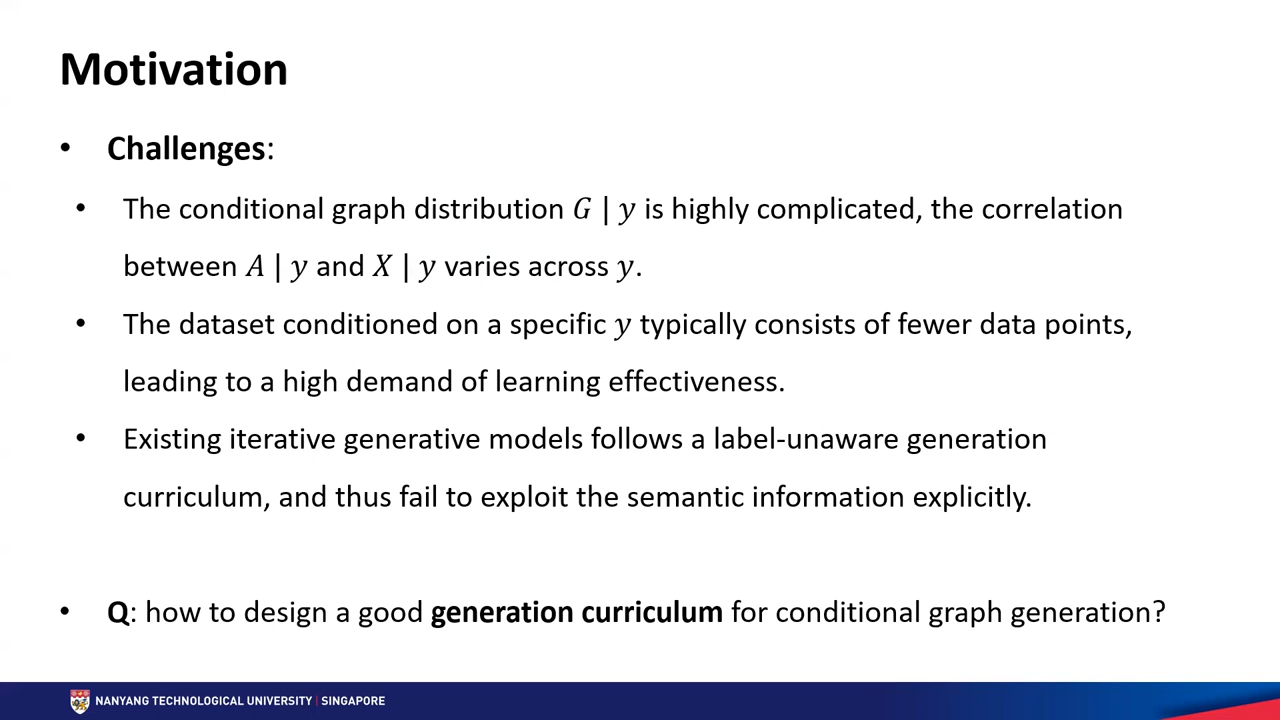 Motivation
• Challenges:
• The conditional graph distribution G | y is highly complicated, the correlation
between A | y and X | y varies across y.
• The dataset conditioned on a specific y typically consists of fewer data points,
leading to a high demand of learning effectiveness.
• Existing iterative generative models follows a label-unaware generation
curriculum, and thus fail to exploit the semantic information explicitly.
• Q: how to design a good generation curriculum for conditional graph generation?
NANYANG TECHNOLOGICAL UNIVERSITY | SINGAPORE